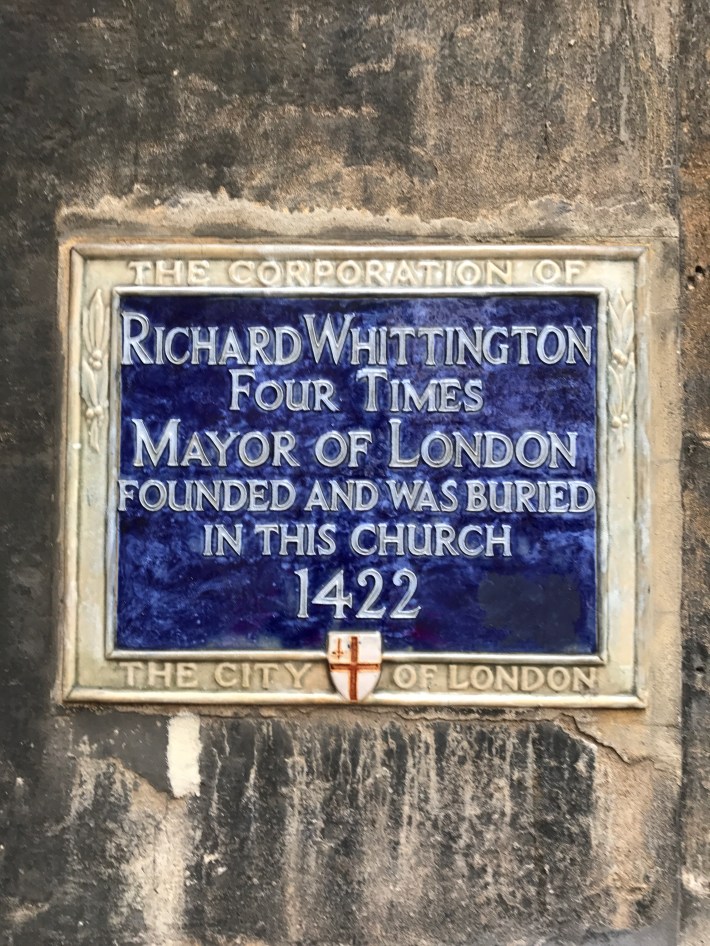 THE CORPORATION OF
RICHARD WHITTINGTON
FOUR TIMES
MAYOR OF LONDON
FOUNDED AND WAS BURIED
IN THIS CHURCH
1422
THE CITY OF LONDON